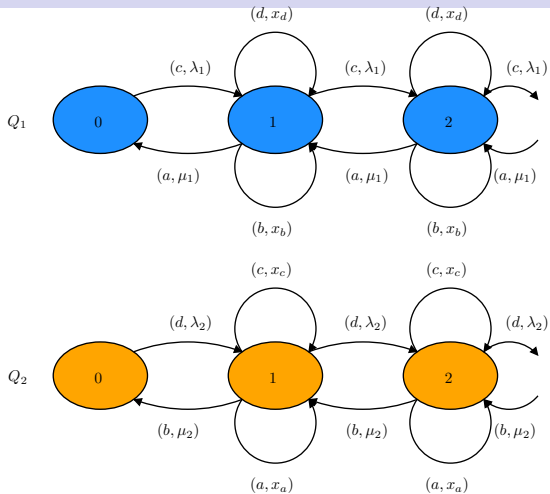 (d, x_d) (d, x_d)
(c, λ_1) (c, λ_1) (c, λ_1)
Q_1 0 1 2
(a, μ_1) (a, μ_1) (a, μ_1)
(b, x_b) (b, x_b)
(c, x_c) (c, x_c)
(d, λ_2) (d, λ_2) (d, λ_2)
Q_2 0 1 2
(b, μ_2) (b, μ_2) (b, μ_2)
(a, x_a) (a, x_a)